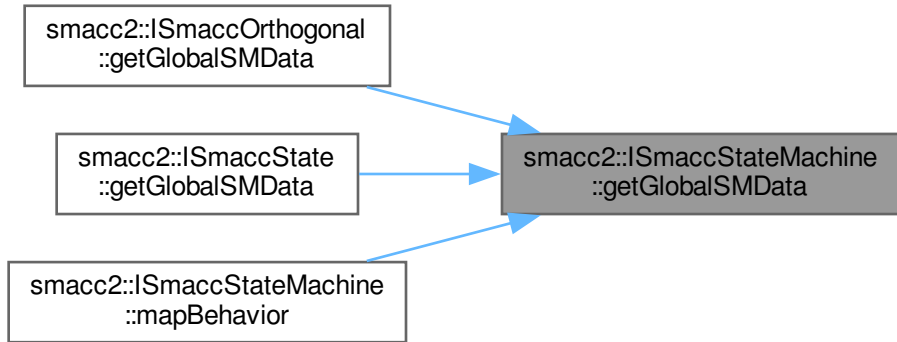 smacc2::ISmaccOrthogonal
::getGlobalSMData
smacc2::ISmaccState
::getGlobalSMData
smacc2::ISmaccStateMachine
::getGlobalSMData
smacc2::ISmaccStateMachine
::mapBehavior